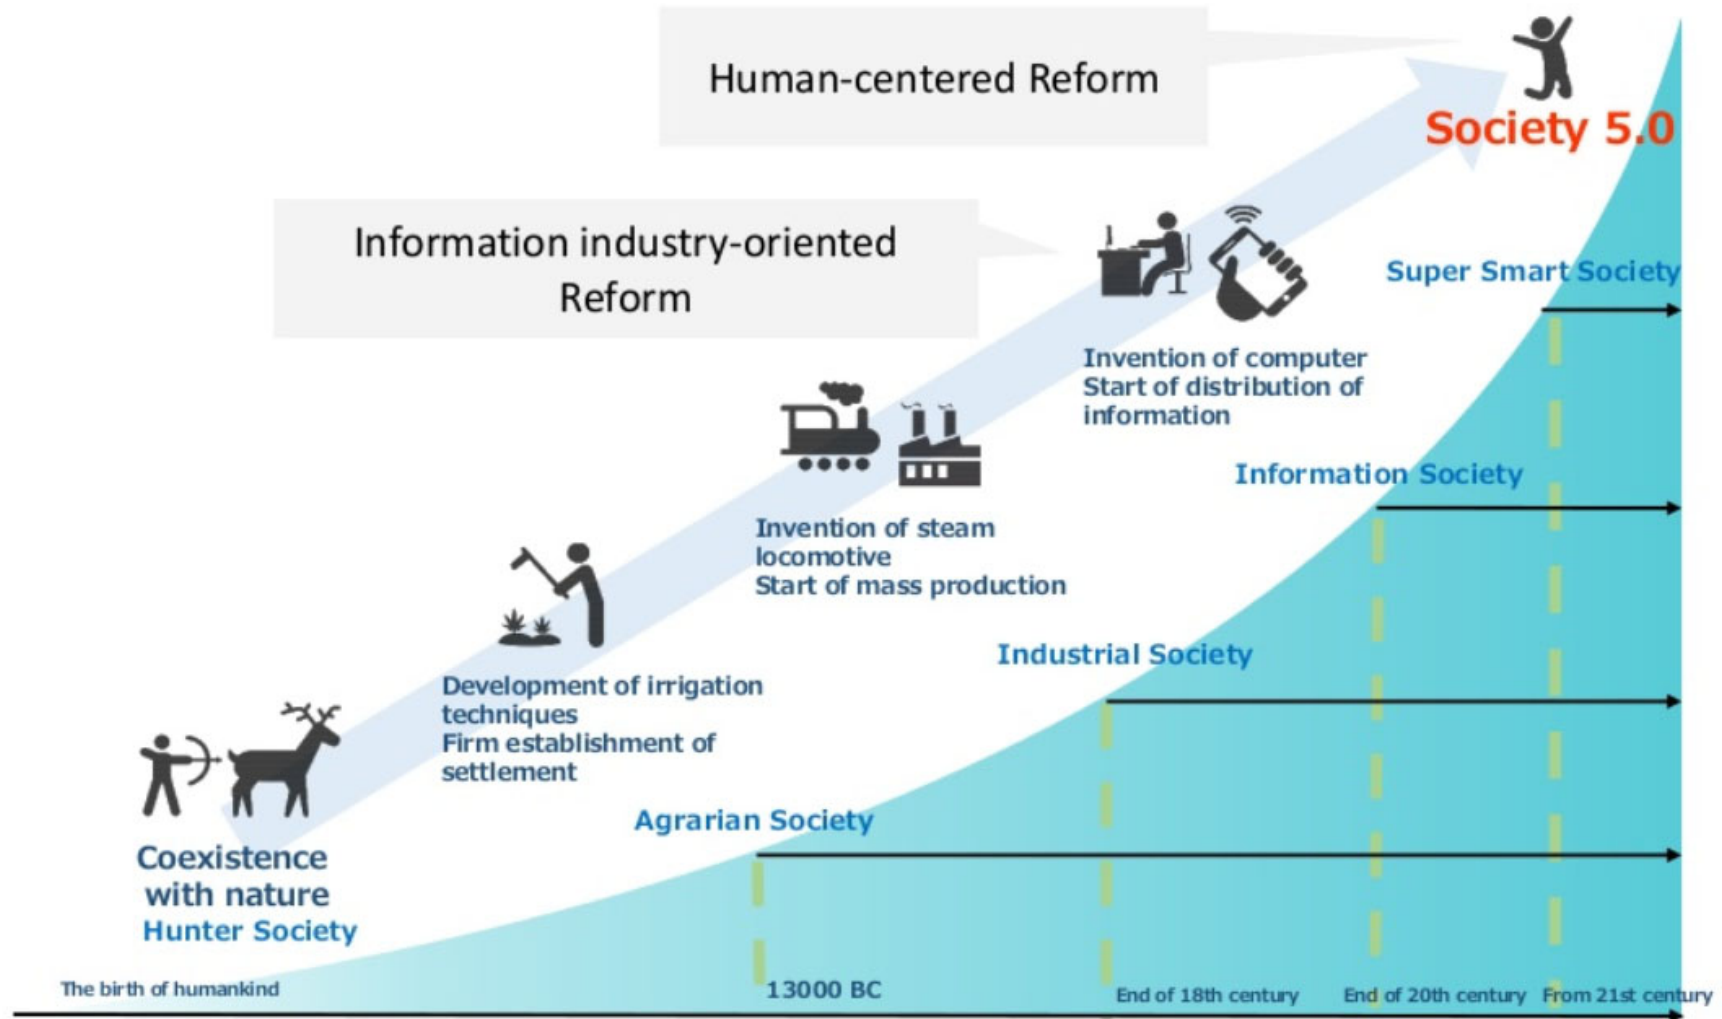 Human-centered Reform
Society 5.0
Information industry-oriented
Reform
Super Smart Society
Invention of computer
Start of distribution of
information
Information Society
Invention of steam
locomotive
Start of mass production
Industrial Society
Development of irrigation
techniques
Firm establishment of
settlement
Agrarian Society
Coexistence
with nature
Hunter Society
The birth of humankind
13000 BC
End of 18th century
End of 20th century
From 21st century